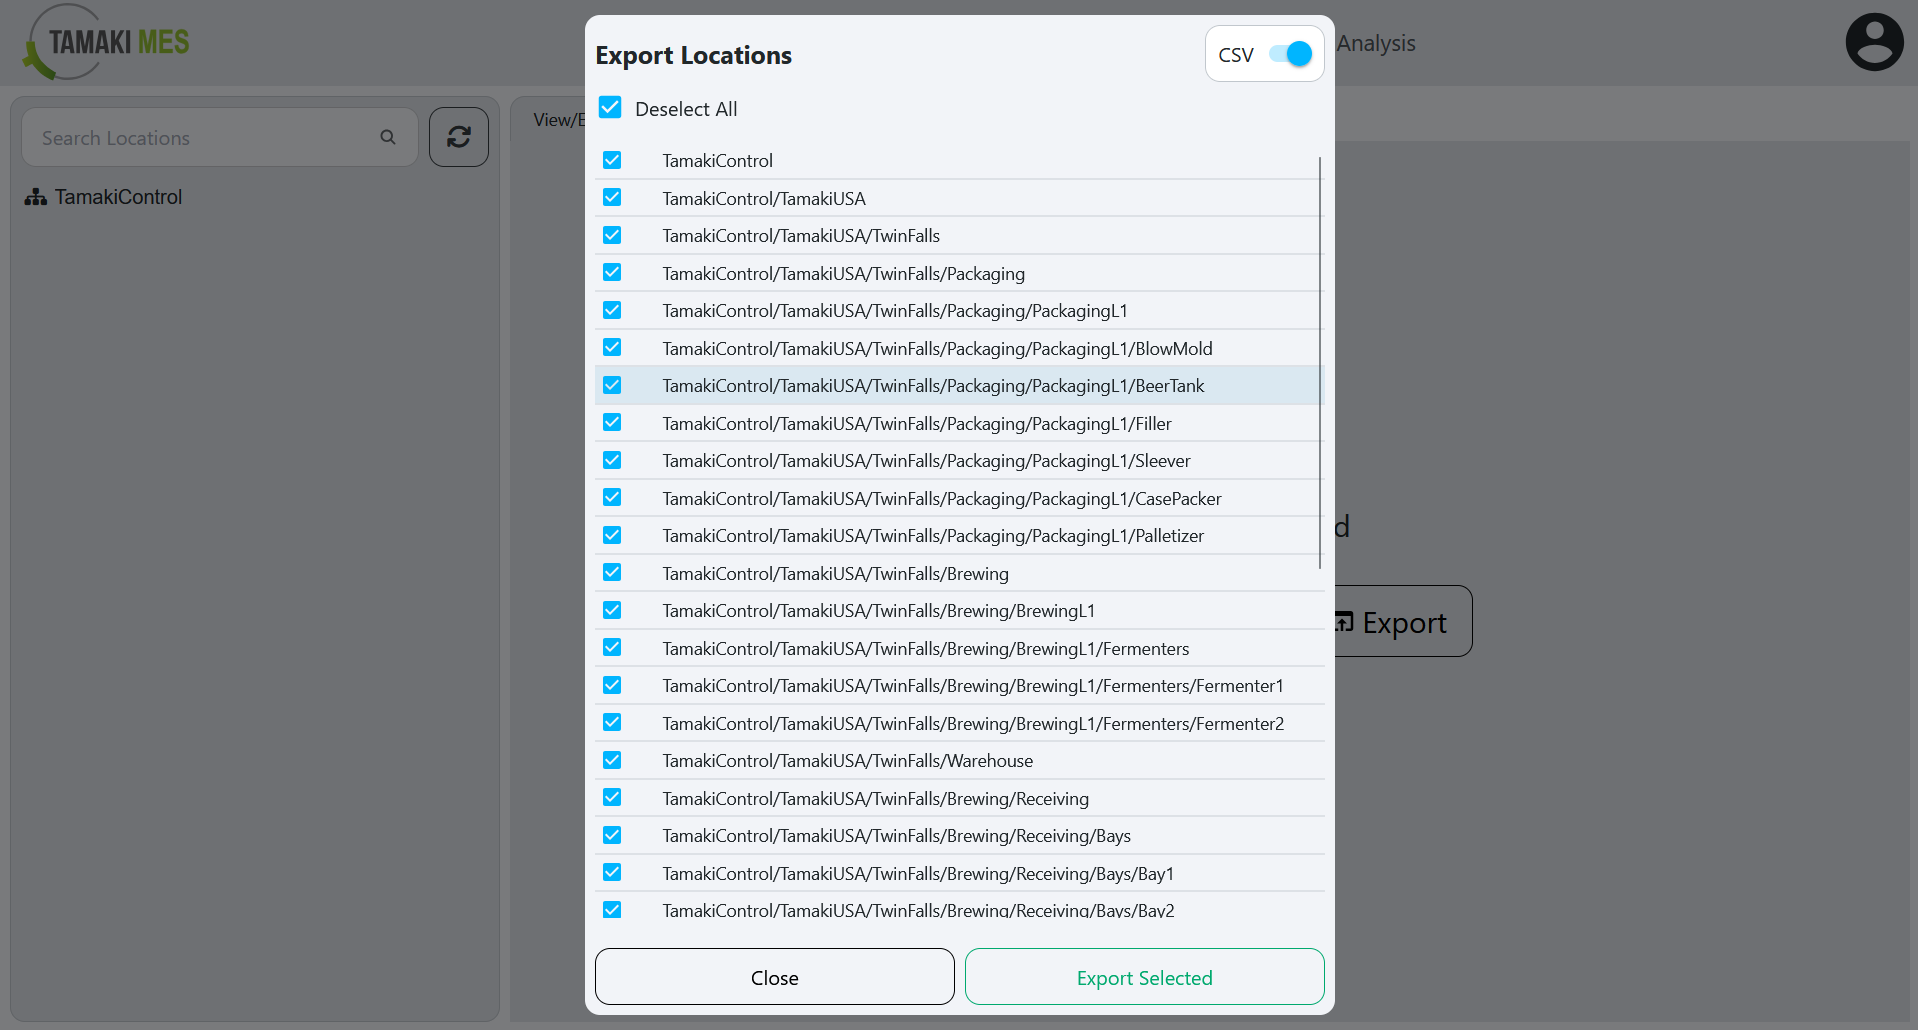 TAMAKI MES
Analysis
Search Locations
TamakiControl
View/E
Export Locations
CSV
Deselect All
TamakiControl
TamakiControl/TamakiUSA
TamakiControl/TamakiUSA/TwinFalls
TamakiControl/TamakiUSA/TwinFalls/Packaging
TamakiControl/TamakiUSA/TwinFalls/Packaging/PackagingL1
TamakiControl/TamakiUSA/TwinFalls/Packaging/PackagingL1/BlowMold
TamakiControl/TamakiUSA/TwinFalls/Packaging/PackagingL1/BeerTank
TamakiControl/TamakiUSA/TwinFalls/Packaging/PackagingL1/Filler
TamakiControl/TamakiUSA/TwinFalls/Packaging/PackagingL1/Sleever
TamakiControl/TamakiUSA/TwinFalls/Packaging/PackagingL1/CasePacker
TamakiControl/TamakiUSA/TwinFalls/Packaging/PackagingL1/Palletizer
TamakiControl/TamakiUSA/TwinFalls/Brewing
TamakiControl/TamakiUSA/TwinFalls/Brewing/BrewingL1
TamakiControl/TamakiUSA/TwinFalls/Brewing/BrewingL1/Fermenters
TamakiControl/TamakiUSA/TwinFalls/Brewing/BrewingL1/Fermenters/Fermenter1
TamakiControl/TamakiUSA/TwinFalls/Brewing/BrewingL1/Fermenters/Fermenter2
TamakiControl/TamakiUSA/TwinFalls/Warehouse
TamakiControl/TamakiUSA/TwinFalls/Brewing/Receiving
TamakiControl/TamakiUSA/TwinFalls/Brewing/Receiving/Bays
TamakiControl/TamakiUSA/TwinFalls/Brewing/Receiving/Bays/Bay1
TamakiControl/TamakiUSA/TwinFalls/Brewing/Receiving/Bays/Bay2
Close
Export Selected
d
Export